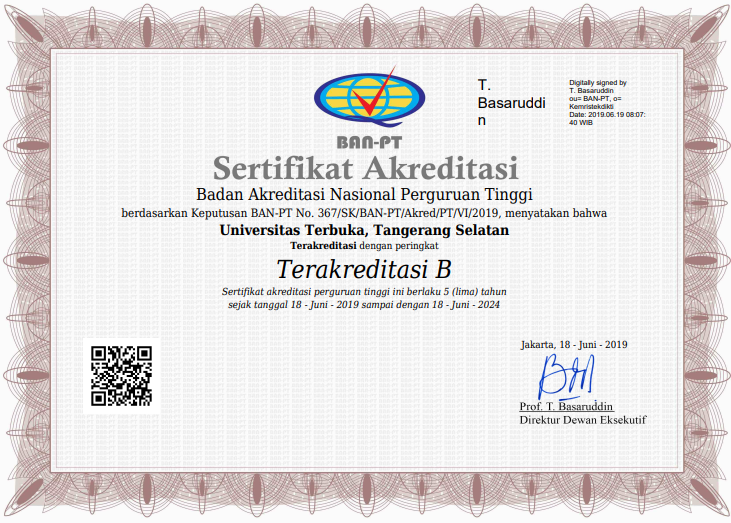 T.
Basaruddi
n
Digitally signed by
T. Basaruddin
ou= BAN-PT, o=
Kemristekdikti
Date: 2019.06.19 08:07:
40 WIB
BAN-PT
Sertifikat Akreditasi
Badan Akreditasi Nasional Perguruan Tinggi
berdasarkan Keputusan BAN-PT No. 367/SK/BAN-PT/Akred/PT/VI/2019, menyatakan bahwa
Universitas Terbuka, Tangerang Selatan
Terakreditasi dengan peringkat
Terakreditasi B
Sertifikat akreditasi perguruan tinggi ini berlaku 5 (lima) tahun
sejak tanggal 18 - Juni - 2019 sampai dengan 18 - Juni - 2024
Jakarta, 18 - Juni - 2019
Prof. T. Basaruddin
Direktur Dewan Eksekutif